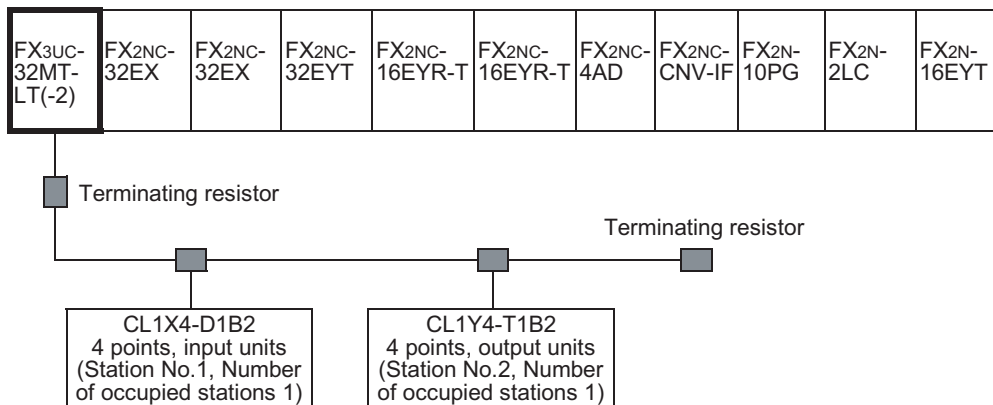 FX3UC-
32MT-
LT(-2)
FX2NC-
32EX
FX2NC-
32EX
FX2NC-
32EYT
FX2NC-
16EYR-T
FX2NC-
16EYR-T
FX2NC-
4AD
FX2NC-
CNV-IF
FX2N-
10PG
FX2N-
2LC
FX2N-
16EYT
Terminating resistor
Terminating resistor
CL1X4-D1B2
4 points, input units
(Station No.1, Number
of occupied stations 1)
CL1Y4-T1B2
4 points, output units
(Station No.2, Number
of occupied stations 1)